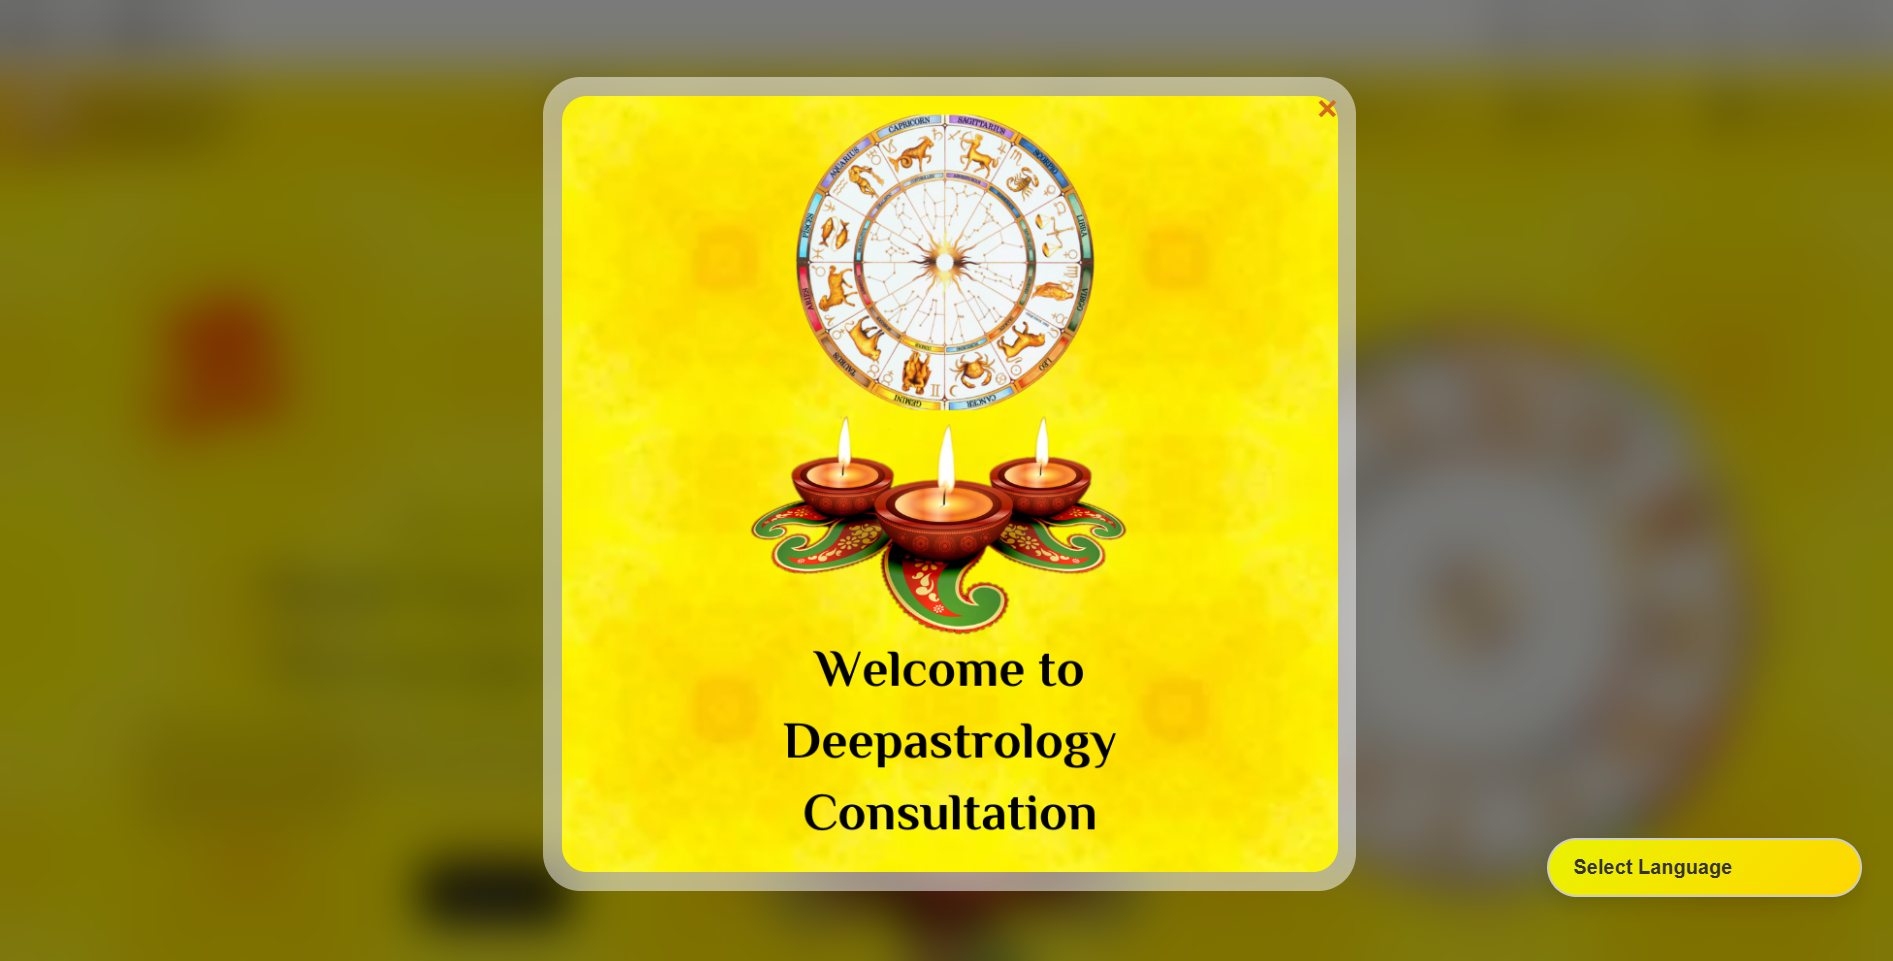 CAPRICORN
SAGITTARIUS
AQUARIUS
SCORPIO
PISCES
LIBRA
ARIES
VIRGO
TAURUS
LEO
GEMINI
CANCER
Welcome to
Deepastrology
Consultation
Select Language